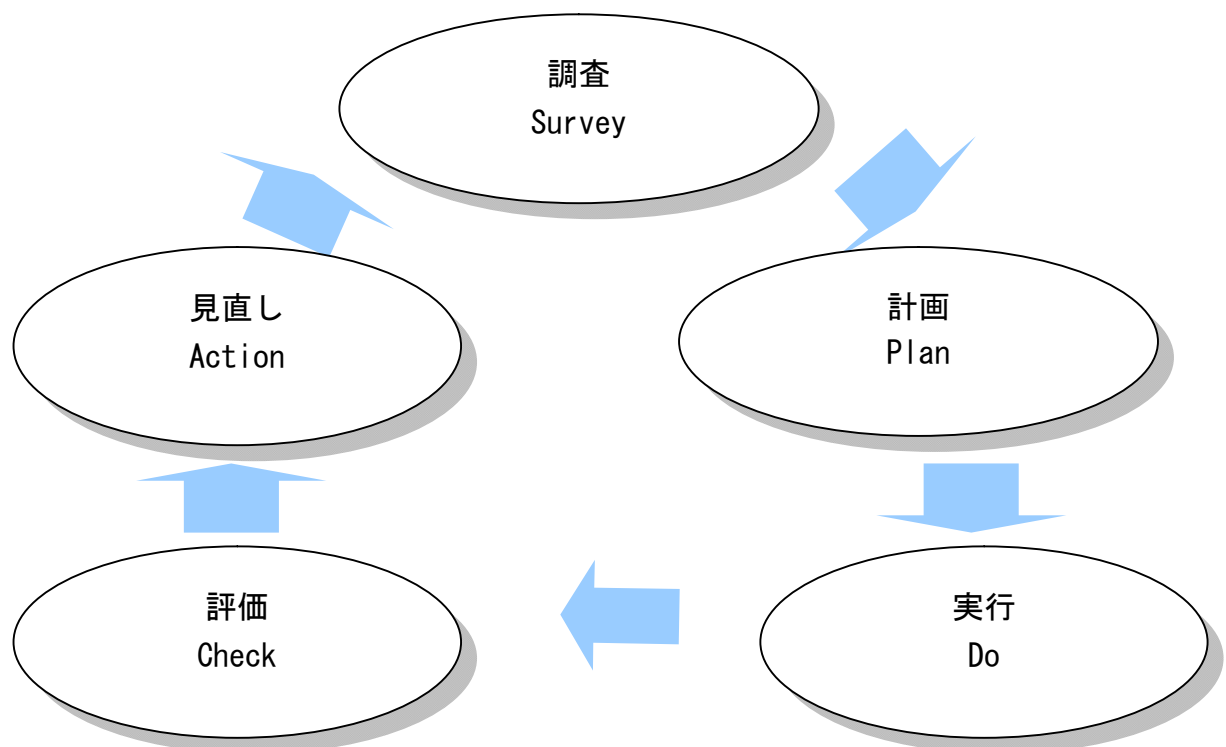 調査
Survey
見直し
Action
計画
Plan
評価
Check
実行
Do